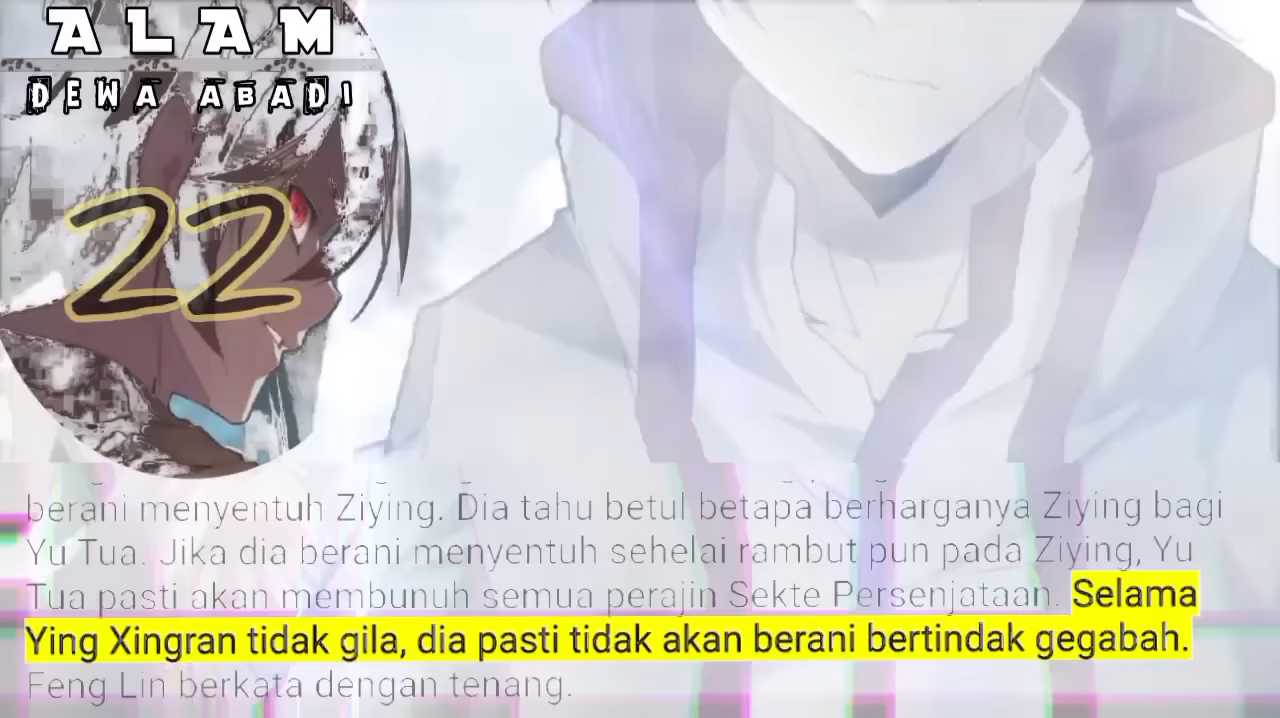 ALAM
DEWA ABADI
22
berani menyentuh Ziying. Dia tahu betul betapa berharganya Ziying bagi
Yu Tua. Jika dia berani menyentuh sehelai rambut pun pada Ziying, Yu
Tua pasti akan membunuh semua perajin Sekte Persenjataan. Selama
Ying Xingran tidak gila, dia pasti tidak akan berani bertindak gegabah.
Feng Lin berkata dengan tenang.